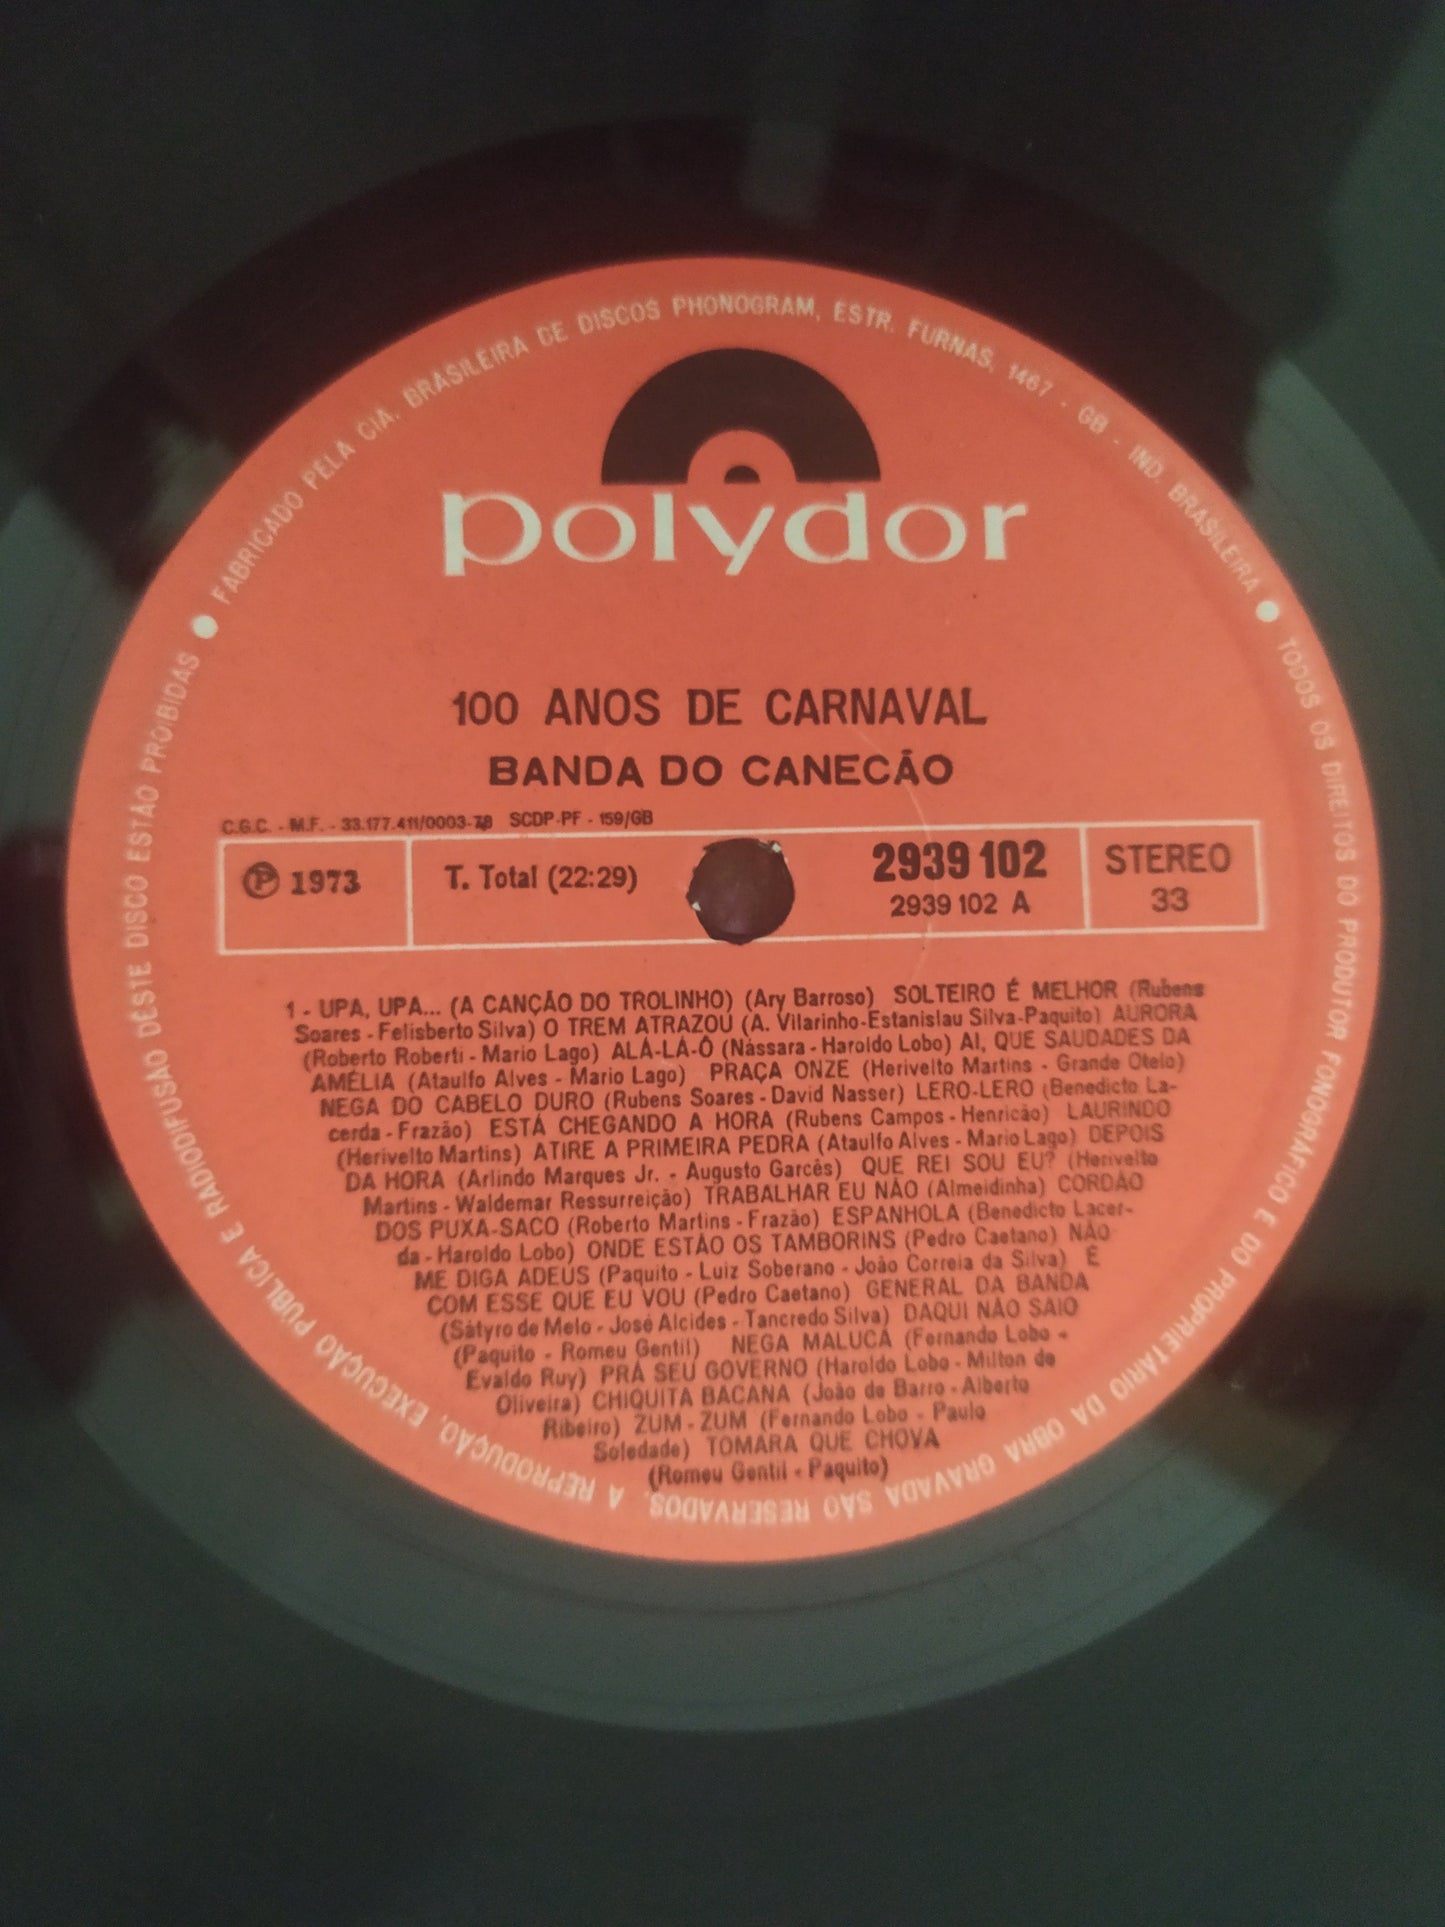 FABRICADO PELA CIA. BRASILEIRA DE DISCOS PHONOGRAM, ESTR. FURNAS, 1467 - GB - IND. BRASILEIRA
TODOS OS DIREITOS DO PRODUTOR FONOGRÁFICO E DO PROPRIETÁRIO DA OBRA GRAVADA SÃO RESERVADOS, A REPRODUÇÃO, EXECUÇÃO PÚBLICA E RADIODIFUSÃO DÊSTE DISCO ESTÃO PROIBIDAS
polydor
100 ANOS DE CARNAVAL
BANDA DO CANECÃO
C.G.C. - M.F. - 33.177.411/0003-78 SCDP-PF - 159/GB
Ⓟ 1973 T. Total (22:29) 2939 102 STEREO
2939 102 A 33
1 - UPA, UPA... (A CANÇÃO DO TROLINHO) (Ary Barroso) SOLTEIRO É MELHOR (Rubens
Soares - Felisberto Silva) O TREM ATRAZOU (A. Vilarinho-Estanislau Silva-Paquito) AURORA
(Roberto Roberti - Mario Lago) ALÁ-LÁ-Ô (Nássara - Haroldo Lobo) AI, QUE SAUDADES DA
AMÉLIA (Ataulfo Alves - Mario Lago) PRAÇA ONZE (Herivelto Martins - Grande Otelo)
NEGA DO CABELO DURO (Rubens Soares - David Nasser) LERO-LERO (Benedicto La-
cerda - Frazão) ESTÁ CHEGANDO A HORA (Rubens Campos - Henricão) LAURINDO
(Herivelto Martins) ATIRE A PRIMEIRA PEDRA (Ataulfo Alves - Mario Lago) DEPOIS
DA HORA (Arlindo Marques Jr. - Augusto Garcês) QUE REI SOU EU? (Herivelto
Martins - Waldemar Ressurreição) TRABALHAR EU NÃO (Almeidinha) CORDÃO
DOS PUXA-SACO (Roberto Martins - Frazão) ESPANHOLA (Benedicto Lacer-
da - Haroldo Lobo) ONDE ESTÃO OS TAMBORINS (Pedro Caetano) NÃO
ME DIGA ADEUS (Paquito - Luiz Soberano - João Correia da Silva) É
COM ESSE QUE EU VOU (Pedro Caetano) GENERAL DA BANDA
(Sátyro de Melo - José Alcides - Tancredo Silva) DAQUI NÃO SAIO
(Paquito - Romeu Gentil) NEGA MALUCA (Fernando Lobo -
Evaldo Ruy) PRÁ SEU GOVERNO (Haroldo Lobo - Milton de
Oliveira) CHIQUITA BACANA (João de Barro - Alberto
Ribeiro) ZUM - ZUM (Fernando Lobo - Paulo
Soledade) TOMARA QUE CHOVA
(Romeu Gentil - Paquito)